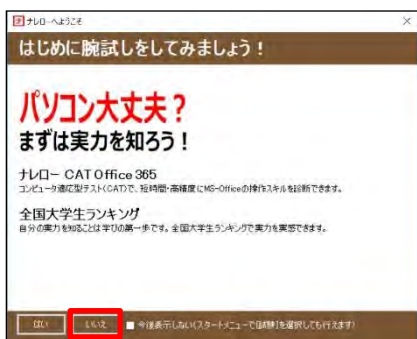 ナレローへようこそ
はじめに腕試しをしてみましょう！
パソコン大丈夫？
まずは実力を知ろう！
ナレロー CAT Office 365
コンピュータ適応型テスト(CAT)で、短時間・高精度にMS-Officeの操作スキルを診断できます。
全国大学生ランキング
自分の実力を知ることは学びの第一歩です。全国大学生ランキングで実力を実感できます。
はい いいえ 今後表示しない(スタートメニューで[試験]を選択しても行えます)